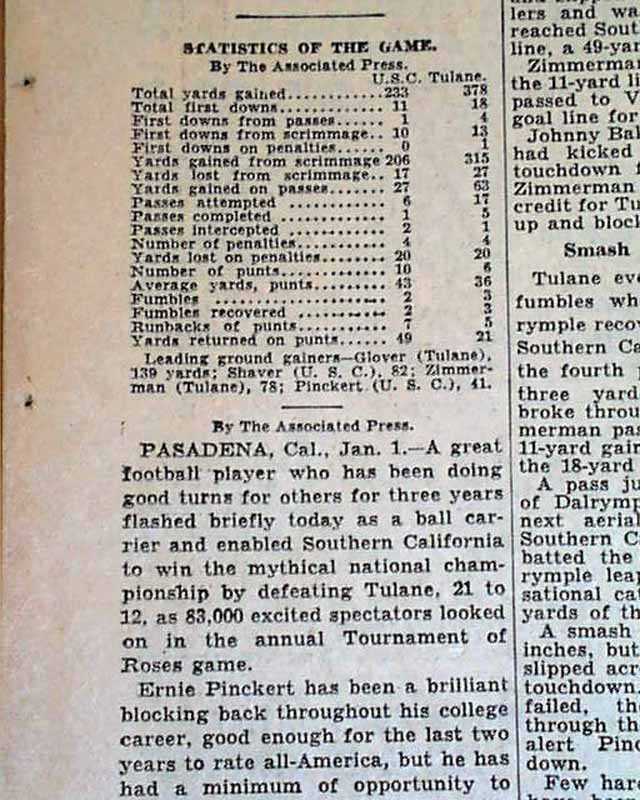 STATISTICS OF THE GAME.
By The Associated Press.
U.S.C. Tulane.
Total yards gained............233 378
Total first downs............. 11 18
First downs from passes...... 1 4
First downs from scrimmage.. 10 13
First downs on penalties..... 0 1
Yards gained from scrimmage 206 315
Yards lost from scrimmage.. 17 27
Yards gained on passes....... 27 63
Passes attempted ............ 6 17
Passes completed ............ 1 5
Passes intercepted .......... 2 1
Number of penalties.......... 4 4
Yards lost on penalties....... 20 20
Number of punts............. 10 6
Average yards, punts......... 43 36
Fumbles .................... 2 3
Fumbles recovered .......... 2 3
Runbacks of punts........... 7 5
Yards returned on punts..... 49 21
Leading ground gainers—Glover (Tulane),
139 yards; Shaver (U. S. C.), 82; Zimmer-
man (Tulane), 78; Pinckert (U. S. C.), 41.
By The Associated Press.
PASADENA, Cal., Jan. 1.—A great
football player who has been doing
good turns for others for three years
flashed briefly today as a ball car-
rier and enabled Southern California
to win the mythical national cham-
pionship by defeating Tulane, 21 to
12, as 83,000 excited spectators looked
on in the annual Tournament of
Roses game.
Ernie Pinckert has been a brilliant
blocking back throughout his college
career, good enough for the last two
years to rate all-America, but he has
had a minimum of opportunity to
lers and wa
reached Sout
line, a 49-yar
Zimmerma
the 11-yard li
passed to V
goal line for
Johnny Bal
had kicked
touchdown f
Zimmerman
credit for Tu
up and block
Smash
Tulane eve
fumbles wh
rymple recov
Southern Ca
the fourth p
three yard
broke throu
merman pas
11-yard gain
the 18-yard
A pass ju
of Dalrymp
next aerial
Southern C
batted the
rymple leap
sational cat
yards of th
A smash
inches, but
slipped acr
touchdown.
failed, th
through th
alert Pinc
down.
Few har